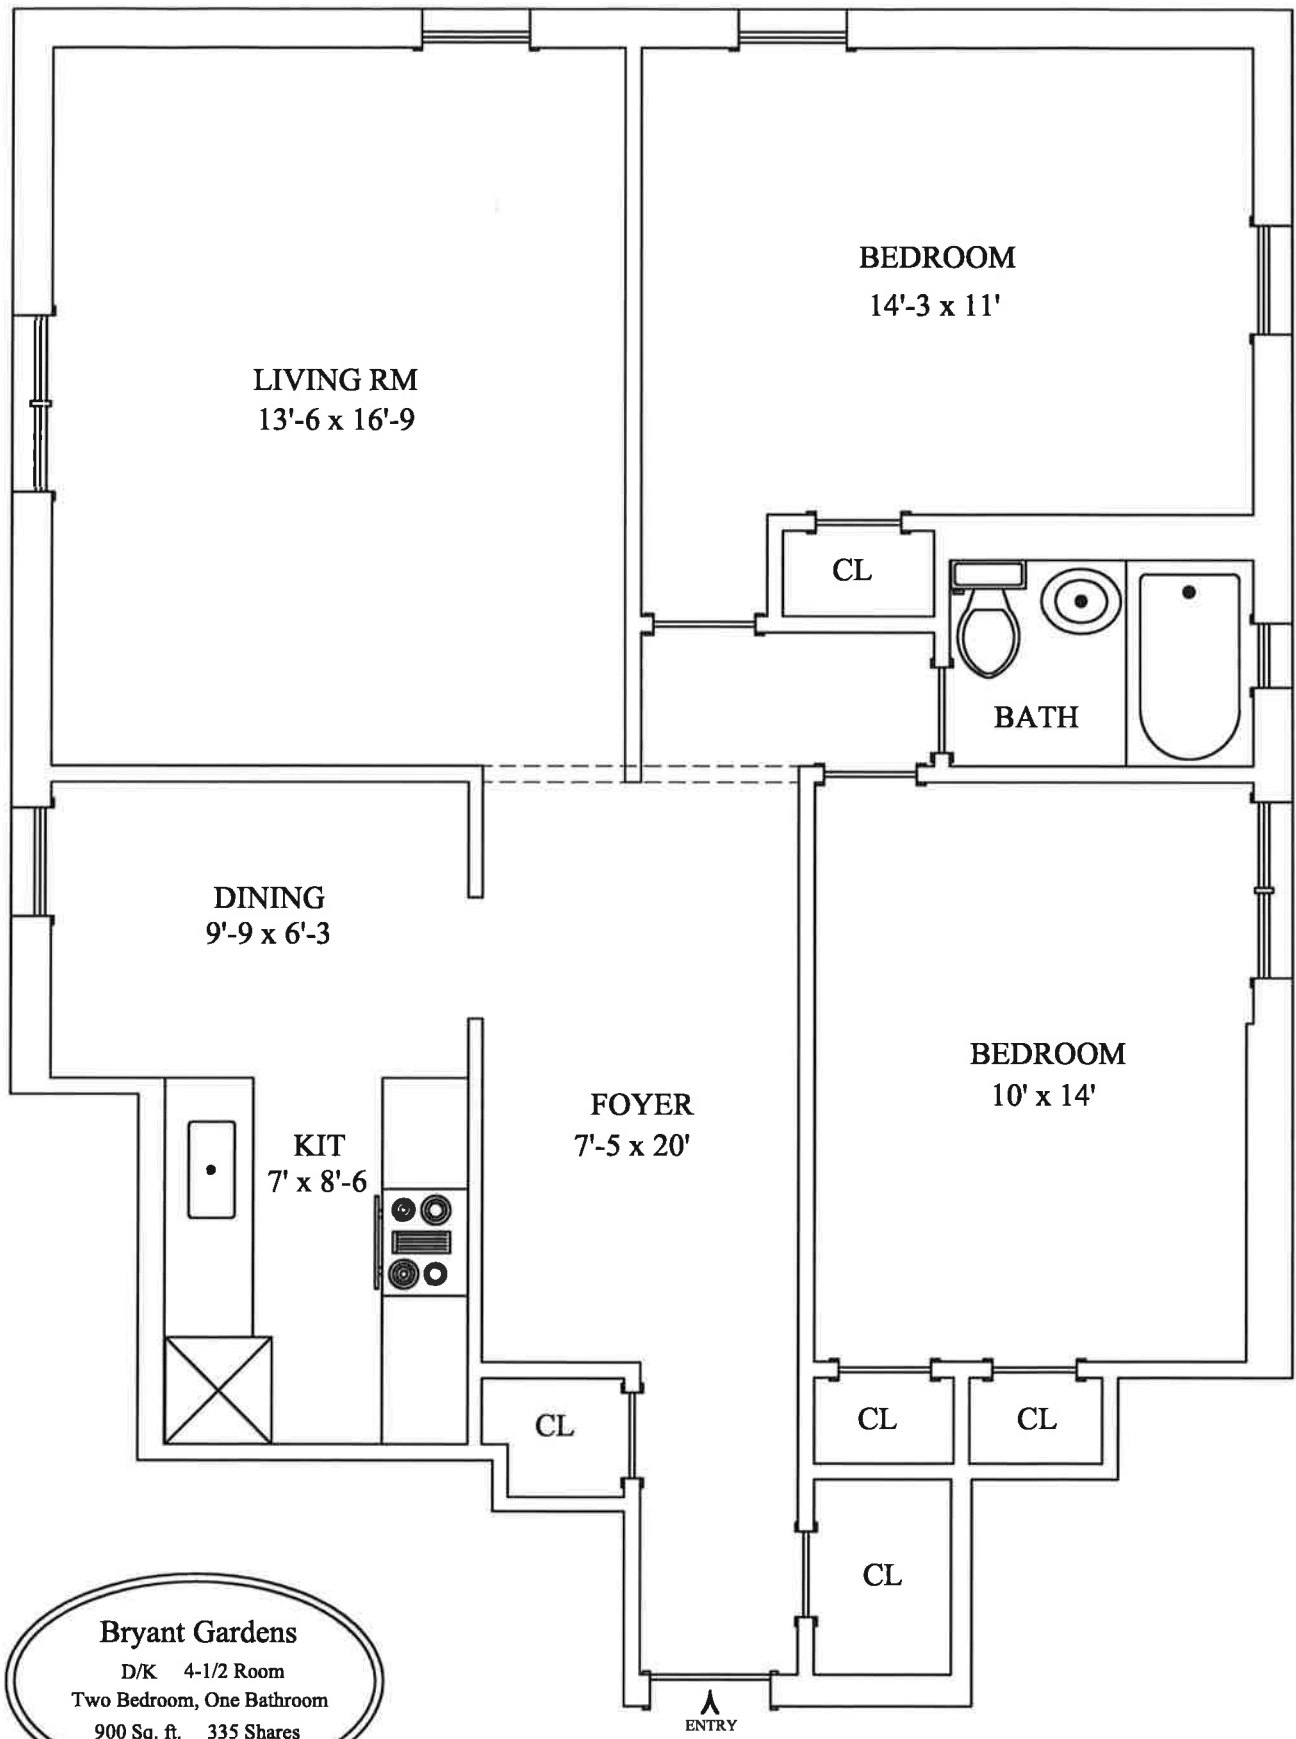 BEDROOM
14'-3 x 11'
LIVING RM
13'-6 x 16'-9
CL
BATH
DINING
9'-9 x 6'-3
BEDROOM
10' x 14'
FOYER
7'-5 x 20'
KIT
7' x 8'-6
CL
CL
CL
CL
ENTRY
Bryant Gardens
D/K 4-1/2 Room
Two Bedroom, One Bathroom
900 Sq. ft. 335 Shares